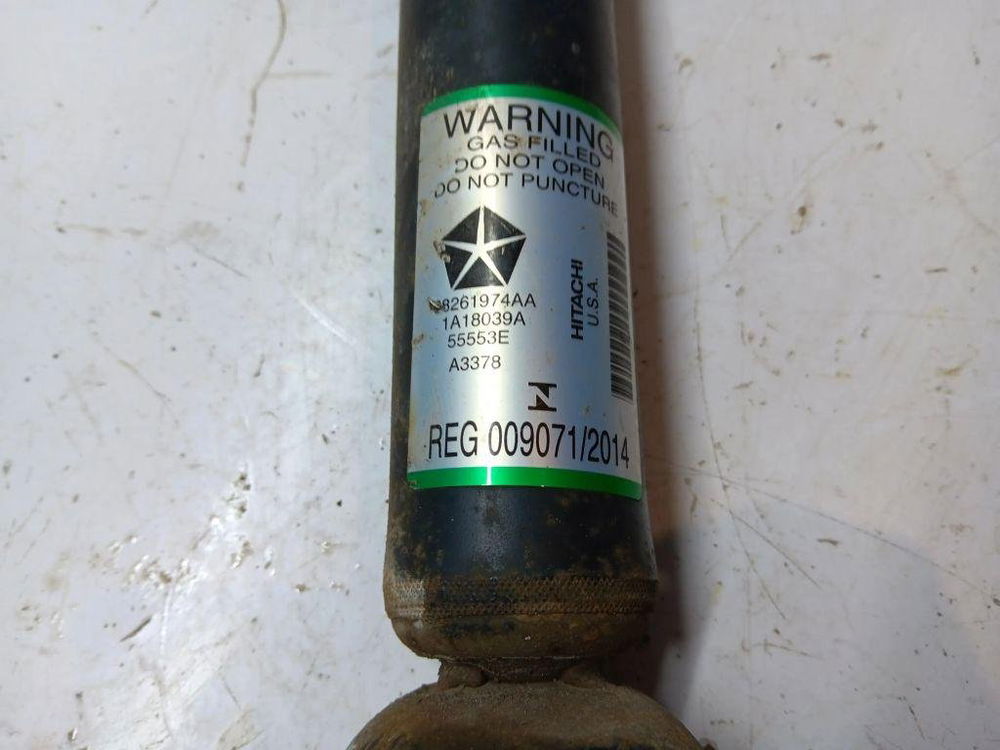 WARNING
GAS FILLED
DO NOT OPEN
DO NOT PUNCTURE
HITACHI
U.S.A.
1A18039A
55553E
A3378
REG 009071/2014